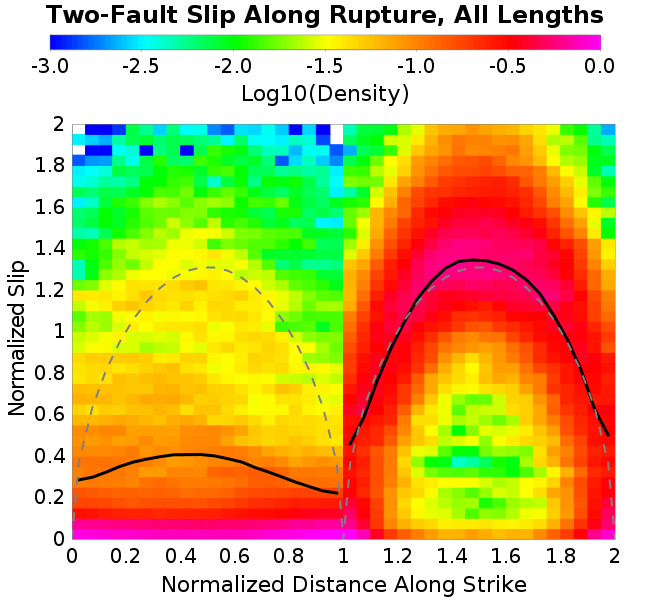 Two-Fault Slip Along Rupture, All Lengths
-3.0 -2.5 -2.0 -1.5 -1.0 -0.5 0.0
Log10(Density)
2
1.8
1.6
1.4
1.2
1
0.8
0.6
0.4
0.2
0
Normalized Slip
0 0.2 0.4 0.6 0.8 1 1.2 1.4 1.6 1.8 2
Normalized Distance Along Strike